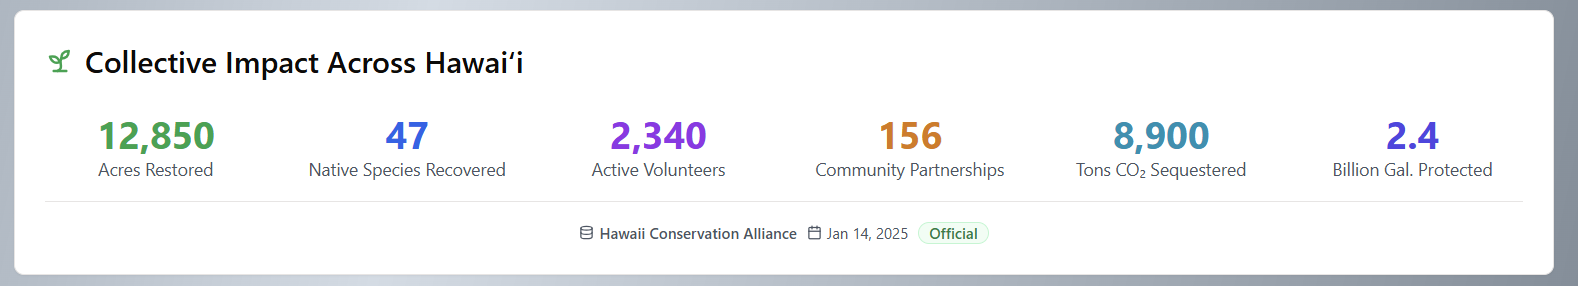 Collective Impact Across Hawaiʻi
12,850
Acres Restored
47
Native Species Recovered
2,340
Active Volunteers
156
Community Partnerships
8,900
Tons CO₂ Sequestered
2.4
Billion Gal. Protected
Hawaii Conservation Alliance Jan 14, 2025 Official